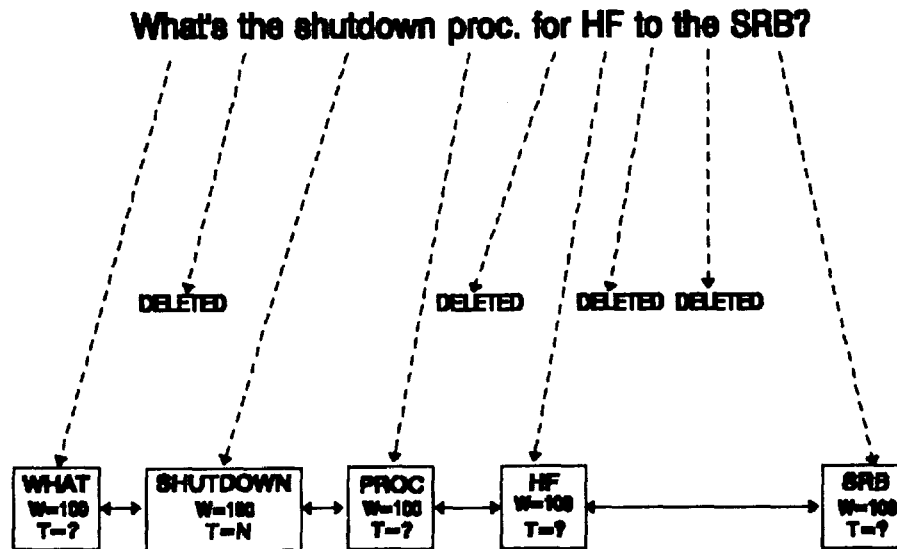 What's the shutdown proc. for HF to the SRB?
DELETED DELETED DELETED DELETED
WHAT SHUTDOWN PROC HF SRB
W=100 W=100 W=100 W=100 W=100
T=? T=N T=? T=? T=?